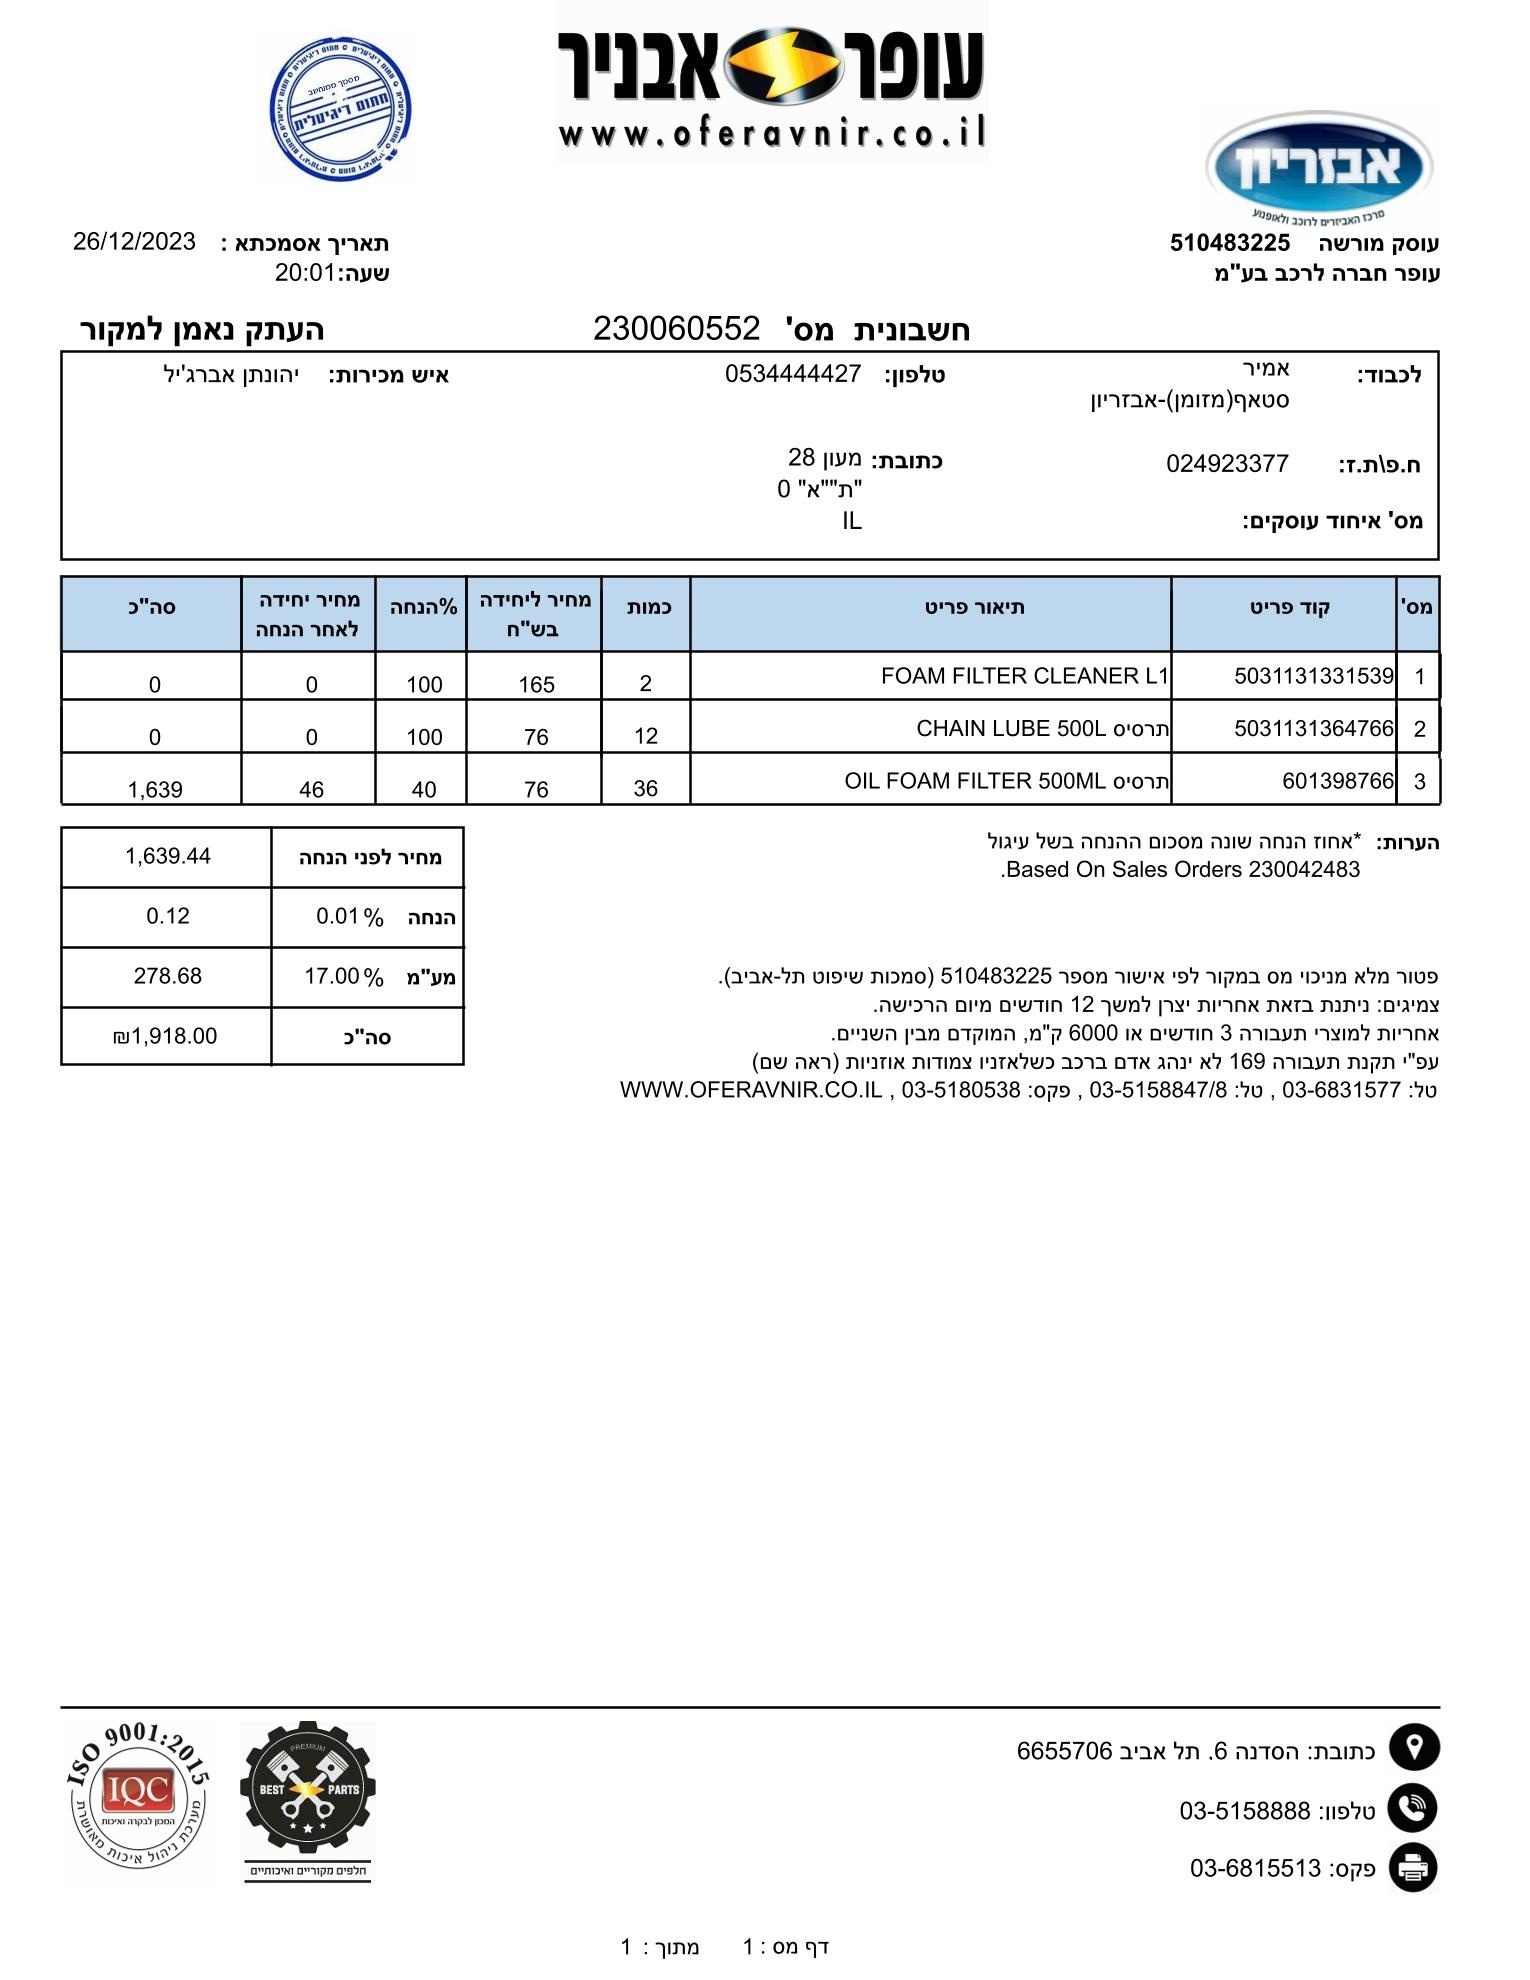 עופר אבניר
www.oferavnir.co.il
מסמך ממוחשב
חתום דיגיטלית
אבזריון
מרכז האביזרים לרוכב ולאופנוע
עוסק מורשה 510483225
תאריך אסמכתא : 26/12/2023
עופר חברה לרכב בע"מ
שעה:20:01
חשבונית מס' 230060552
העתק נאמן למקור
לכבוד: אמיר
סטאף(מזומן)-אבזריון
טלפון: 0534444427
איש מכירות: יהונתן אברג'יל
ח.פ\ת.ז: 024923377
כתובת: מעון 28
"ת""א" 0
IL
מס' איחוד עוסקים:
מס' קוד פריט תיאור פריט כמות מחיר ליחידה בש"ח %הנחה מחיר יחידה לאחר הנחה סה"כ
1 5031131331539 FOAM FILTER CLEANER L1 2 165 100 0 0
2 5031131364766 תרסיס CHAIN LUBE 500L 12 76 100 0 0
3 601398766 תרסיס OIL FOAM FILTER 500ML 36 76 40 46 1,639
הערות: *אחוז הנחה שונה מסכום ההנחה בשל עיגול
Based On Sales Orders 230042483.
מחיר לפני הנחה 1,639.44
הנחה 0.01 % 0.12
מע"מ 17.00 % 278.68
סה"כ ₪1,918.00
פטור מלא מניכוי מס במקור לפי אישור מספר 510483225 (סמכות שיפוט תל-אביב).
צמיגים: ניתנת בזאת אחריות יצרן למשך 12 חודשים מיום הרכישה.
אחריות למוצרי תעבורה 3 חודשים או 6000 ק"מ, המוקדם מבין השניים.
עפ"י תקנת תעבורה 169 לא ינהג אדם ברכב כשלאזניו צמודות אוזניות (ראה שם)
טל: 03-6831577 , טל: 03-5158847/8 , פקס: 03-5180538 , WWW.OFERAVNIR.CO.IL
כתובת: הסדנה 6. תל אביב 6655706
טלפון: 03-5158888
פקס: 03-6815513
PREMIUM
BEST PARTS
חלפים מקוריים ואיכותיים
ISO 9001:2015
IQC
המכון לבקרה ואיכות
מערכת ניהול איכות מאושרת
דף מס : 1 מתוך : 1